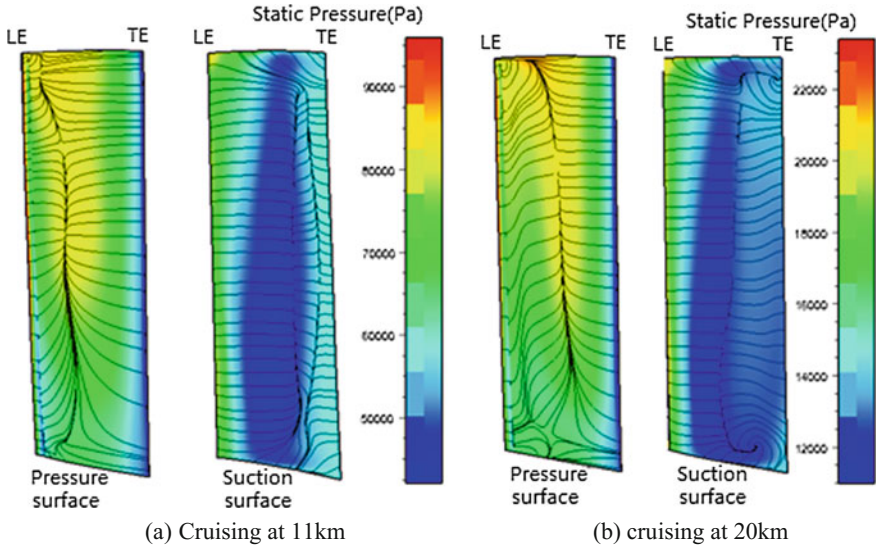 Static Pressure(Pa)
LE TE LE TE
90000
80000
70000
60000
50000
Pressure surface
Suction surface
(a) Cruising at 11km
Static Pressure(Pa)
LE TE LE TE
22000
20000
18000
16000
14000
12000
Pressure surface
Suction surface
(b) cruising at 20km